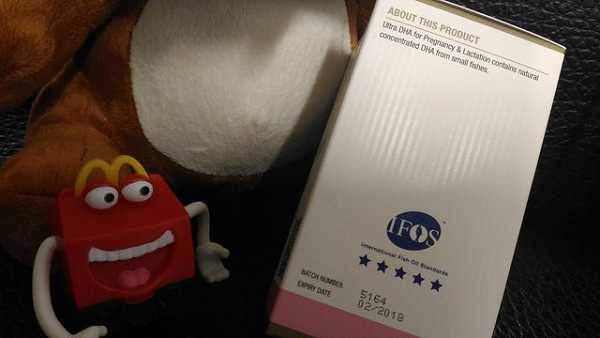 ABOUT THIS PRODUCT
Ultra DHA for Pregnancy & Lactation contains natural
concentrated DHA from small fishes.
IFOS
International Fish Oil Standards
BATCH NUMBER 5164
EXPIRY DATE 02/2018